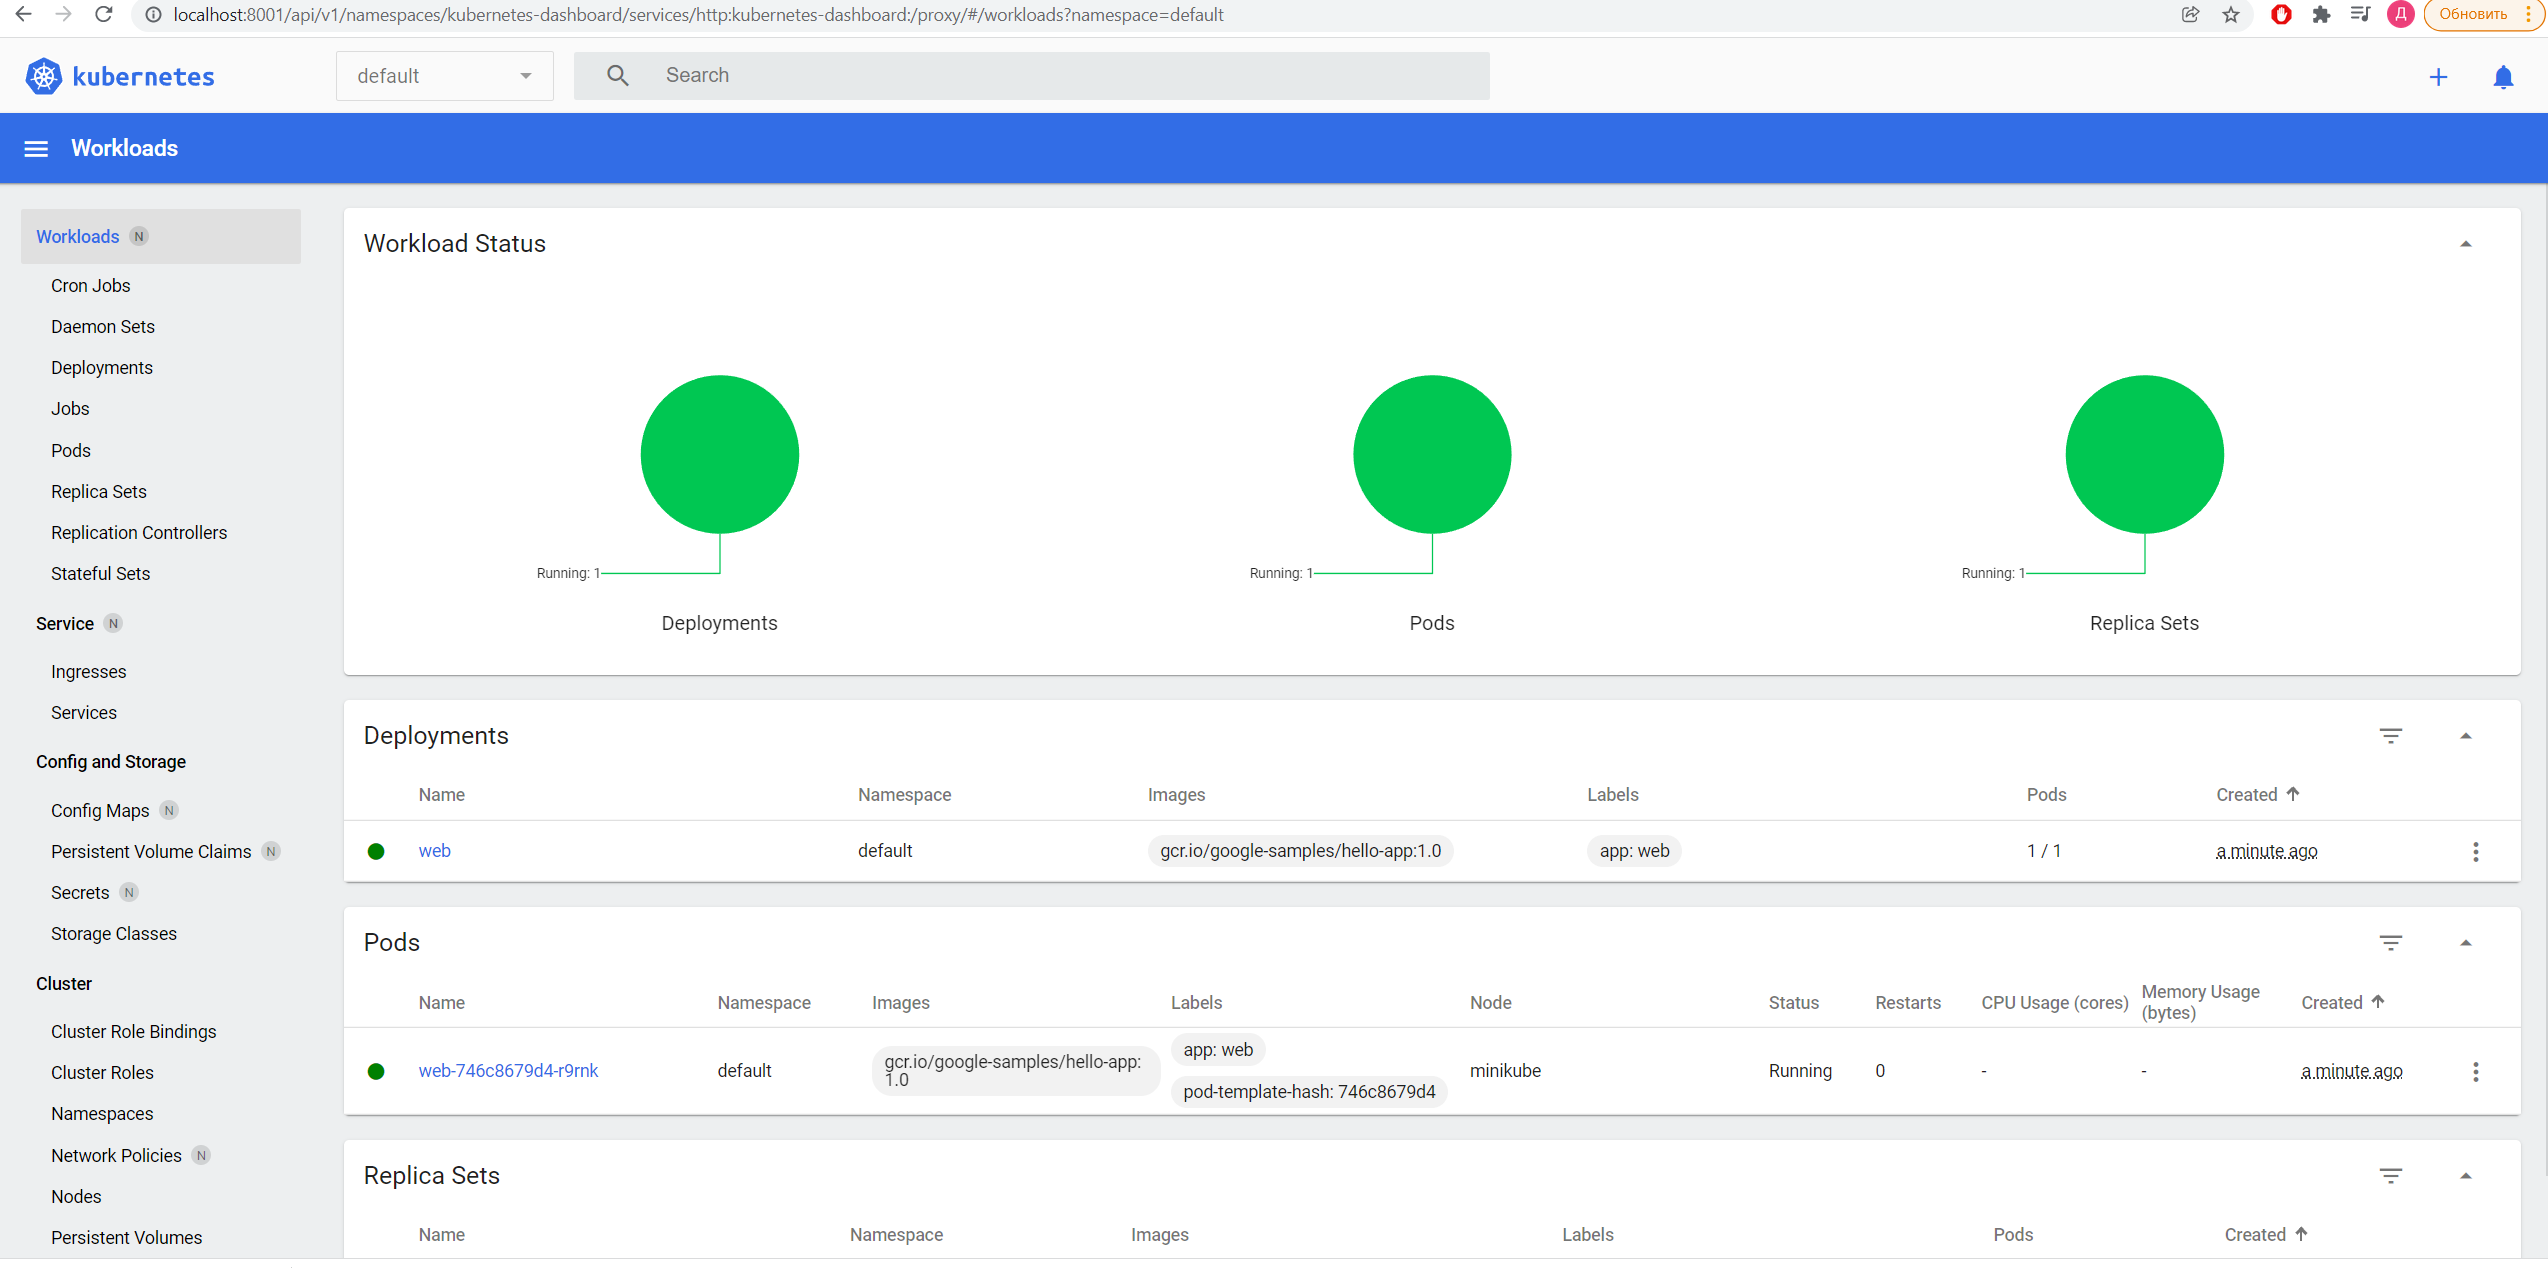 localhost:8001/api/v1/namespaces/kubernetes-dashboard/services/http:kubernetes-dashboard:/proxy/#/workloads?namespace=default
Д
Обновить
kubernetes
default
Search
Workloads
Workloads N
Cron Jobs
Daemon Sets
Deployments
Jobs
Pods
Replica Sets
Replication Controllers
Stateful Sets
Service N
Ingresses
Services
Config and Storage
Config Maps N
Persistent Volume Claims N
Secrets N
Storage Classes
Cluster
Cluster Role Bindings
Cluster Roles
Namespaces
Network Policies N
Nodes
Persistent Volumes
Workload Status
Running: 1
Running: 1
Running: 1
Deployments
Pods
Replica Sets
Deployments
Name Namespace Images Labels Pods Created
web default gcr.io/google-samples/hello-app:1.0 app: web 1 / 1 a minute ago
Pods
Name Namespace Images Labels Node Status Restarts CPU Usage (cores) Memory Usage
(bytes) Created
web-746c8679d4-r9rnk default gcr.io/google-samples/hello-app:
1.0 app: web
pod-template-hash: 746c8679d4 minikube Running 0 - - a minute ago
Replica Sets
Name Namespace Images Labels Pods Created